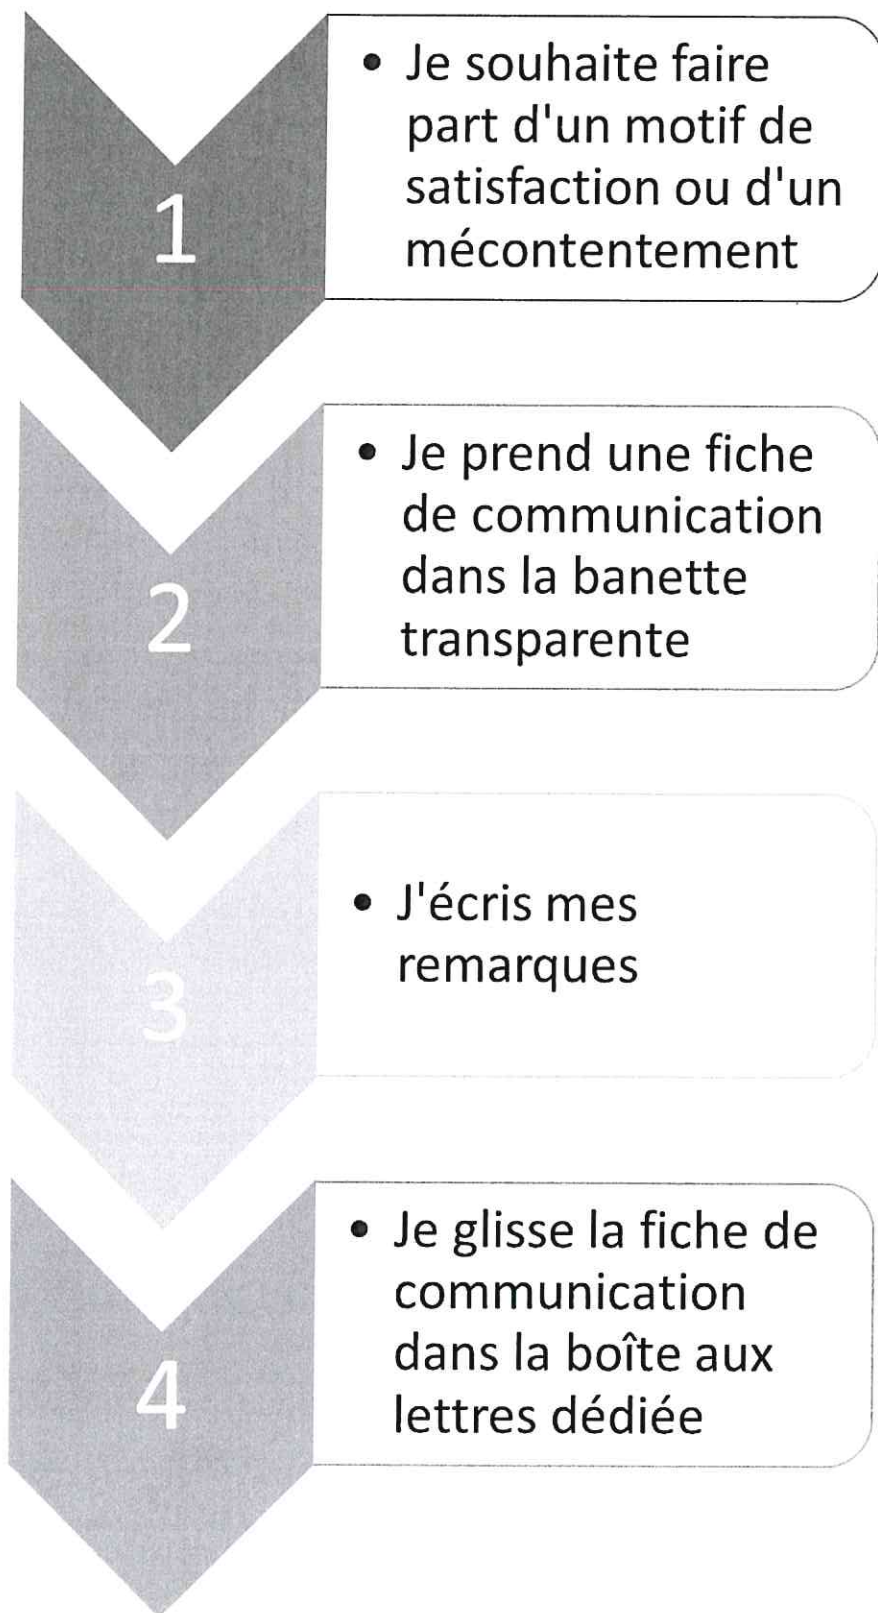 1
• Je souhaite faire
part d'un motif de
satisfaction ou d'un
mécontentement
2
• Je prend une fiche
de communication
dans la banette
transparente
3
• J'écris mes
remarques
4
• Je glisse la fiche de
communication
dans la boîte aux
lettres dédiée